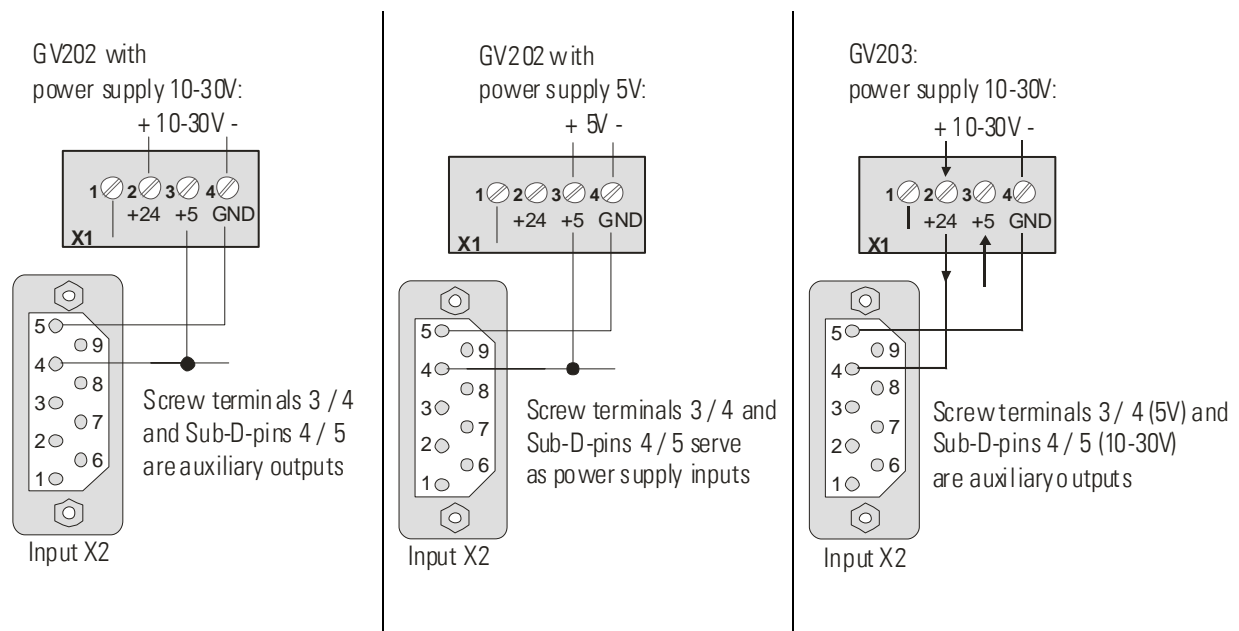 GV202 with
power supply 10-30V:
+ 10-30V -
1 2 3 4
+24 +5 GND
X1
5
9
4
8
3
7
2
6
1
Screw terminals 3 / 4
and Sub-D-pins 4 / 5
are auxiliary outputs
Input X2
GV202 with
power supply 5V:
+ 5V -
1 2 3 4
+24 +5 GND
X1
5
9
4
8
3
7
2
6
1
Screw terminals 3 / 4 and
Sub-D-pins 4 / 5 serve
as power supply inputs
Input X2
GV203:
power supply 10-30V:
+ 10-30V -
1 2 3 4
+24 +5 GND
X1
5
9
4
8
3
7
2
6
1
Screw terminals 3 / 4 (5V) and
Sub-D-pins 4 / 5 (10-30V)
are auxiliary outputs
Input X2